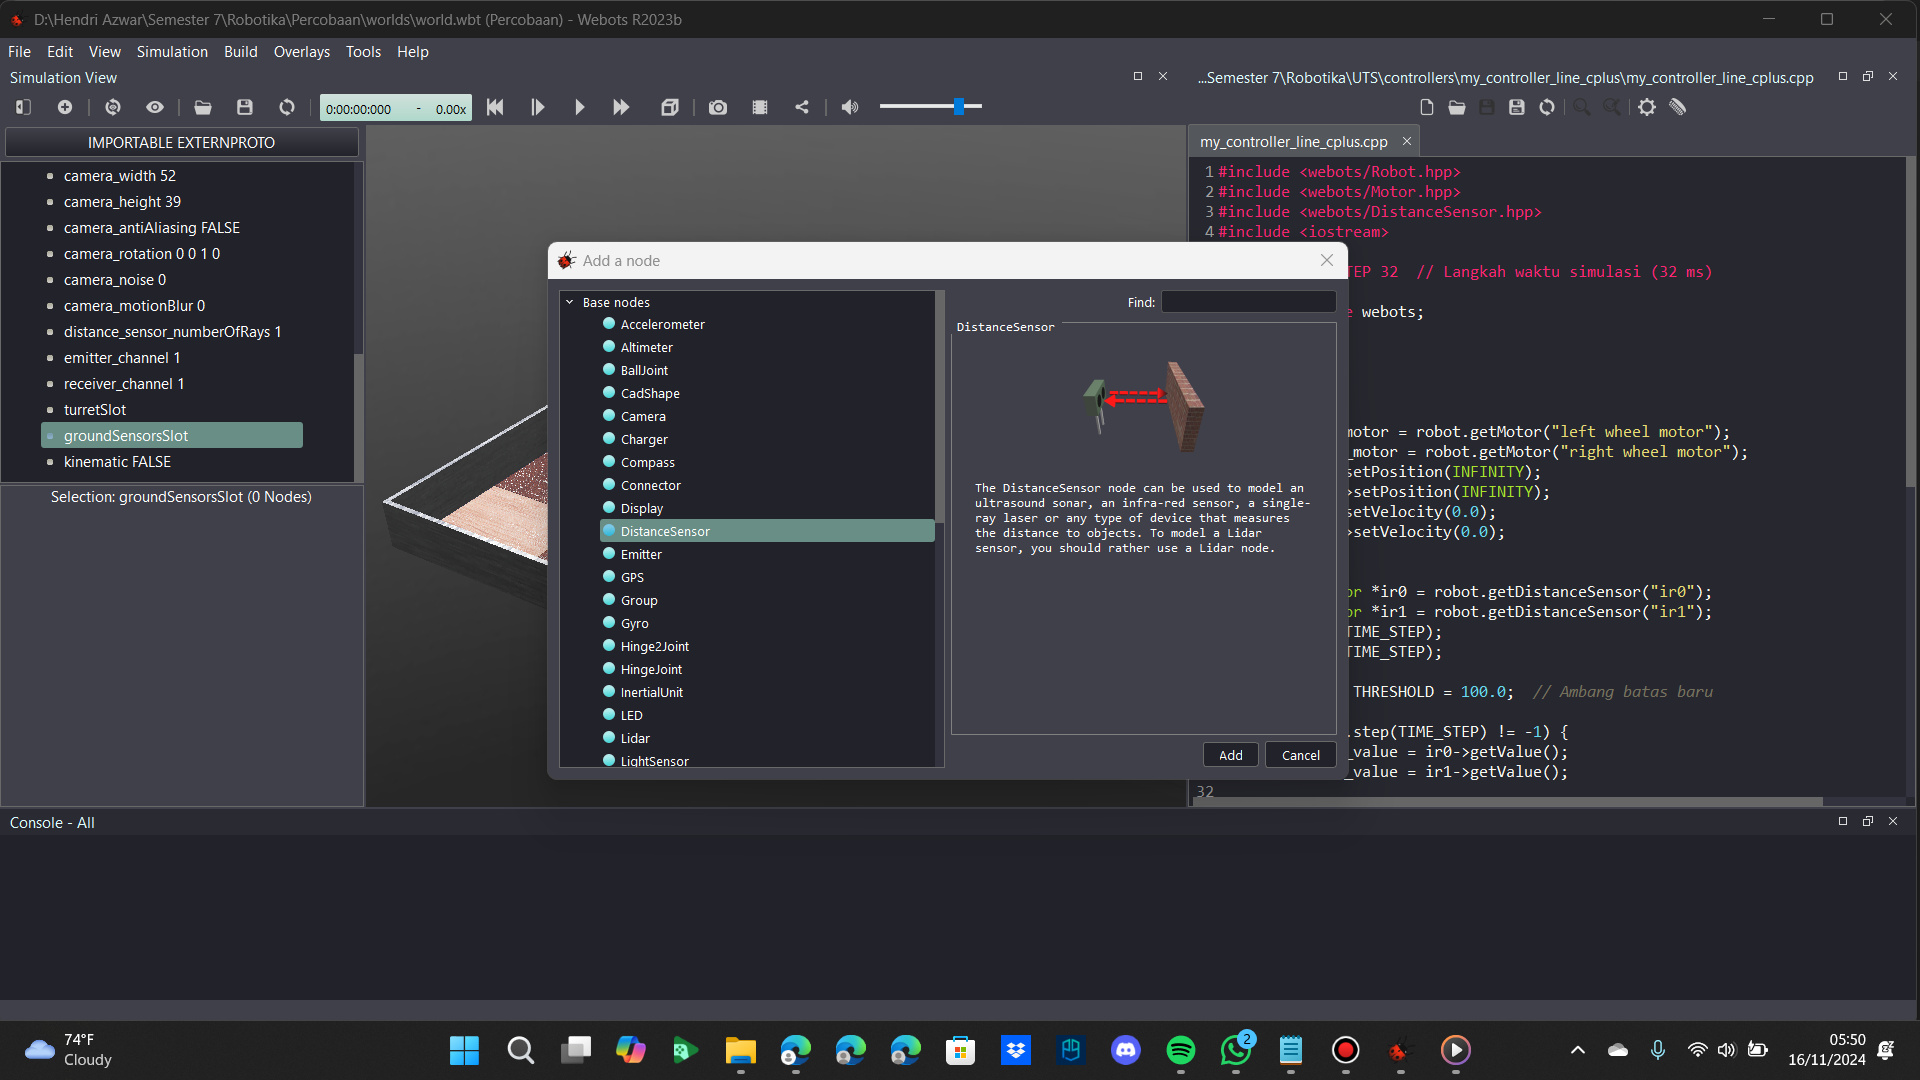 D:\Hendri Azwar\Semester 7\Robotika\Percobaan\worlds\world.wbt (Percobaan) - Webots R2023b
File Edit View Simulation Build Overlays Tools Help
Simulation View
...Semester 7\Robotika\UTS\controllers\my_controller_line_cplus\my_controller_line_cplus.cpp
0:00:00:000 - 0.00x
IMPORTABLE EXTERNPROTO
camera_width 52
camera_height 39
camera_antiAliasing FALSE
camera_rotation 0 0 1 0
camera_noise 0
camera_motionBlur 0
distance_sensor_numberOfRays 1
emitter_channel 1
receiver_channel 1
turretSlot
groundSensorsSlot
kinematic FALSE
Selection: groundSensorsSlot (0 Nodes)
Add a node
Base nodes
Accelerometer
Altimeter
BallJoint
CadShape
Camera
Charger
Compass
Connector
Display
DistanceSensor
Emitter
GPS
Group
Gyro
Hinge2Joint
HingeJoint
InertialUnit
LED
Lidar
LightSensor
Find:
DistanceSensor
The DistanceSensor node can be used to model an
ultrasound sonar, an infra-red sensor, a single-
ray laser or any type of device that measures
the distance to objects. To model a Lidar
sensor, you should rather use a Lidar node.
Add Cancel
my_controller_line_cplus.cpp
1 #include <webots/Robot.hpp>
2 #include <webots/Motor.hpp>
3 #include <webots/DistanceSensor.hpp>
4 #include <iostream>
TEP 32 // Langkah waktu simulasi (32 ms)
e webots;
motor = robot.getMotor("left wheel motor");
_motor = robot.getMotor("right wheel motor");
setPosition(INFINITY);
>setPosition(INFINITY);
setVelocity(0.0);
>setVelocity(0.0);
or *ir0 = robot.getDistanceSensor("ir0");
or *ir1 = robot.getDistanceSensor("ir1");
TIME_STEP);
TIME_STEP);
THRESHOLD = 100.0; // Ambang batas baru
.step(TIME_STEP) != -1) {
_value = ir0->getValue();
_value = ir1->getValue();
32
Console - All
74°F
Cloudy
2
05:50
16/11/2024